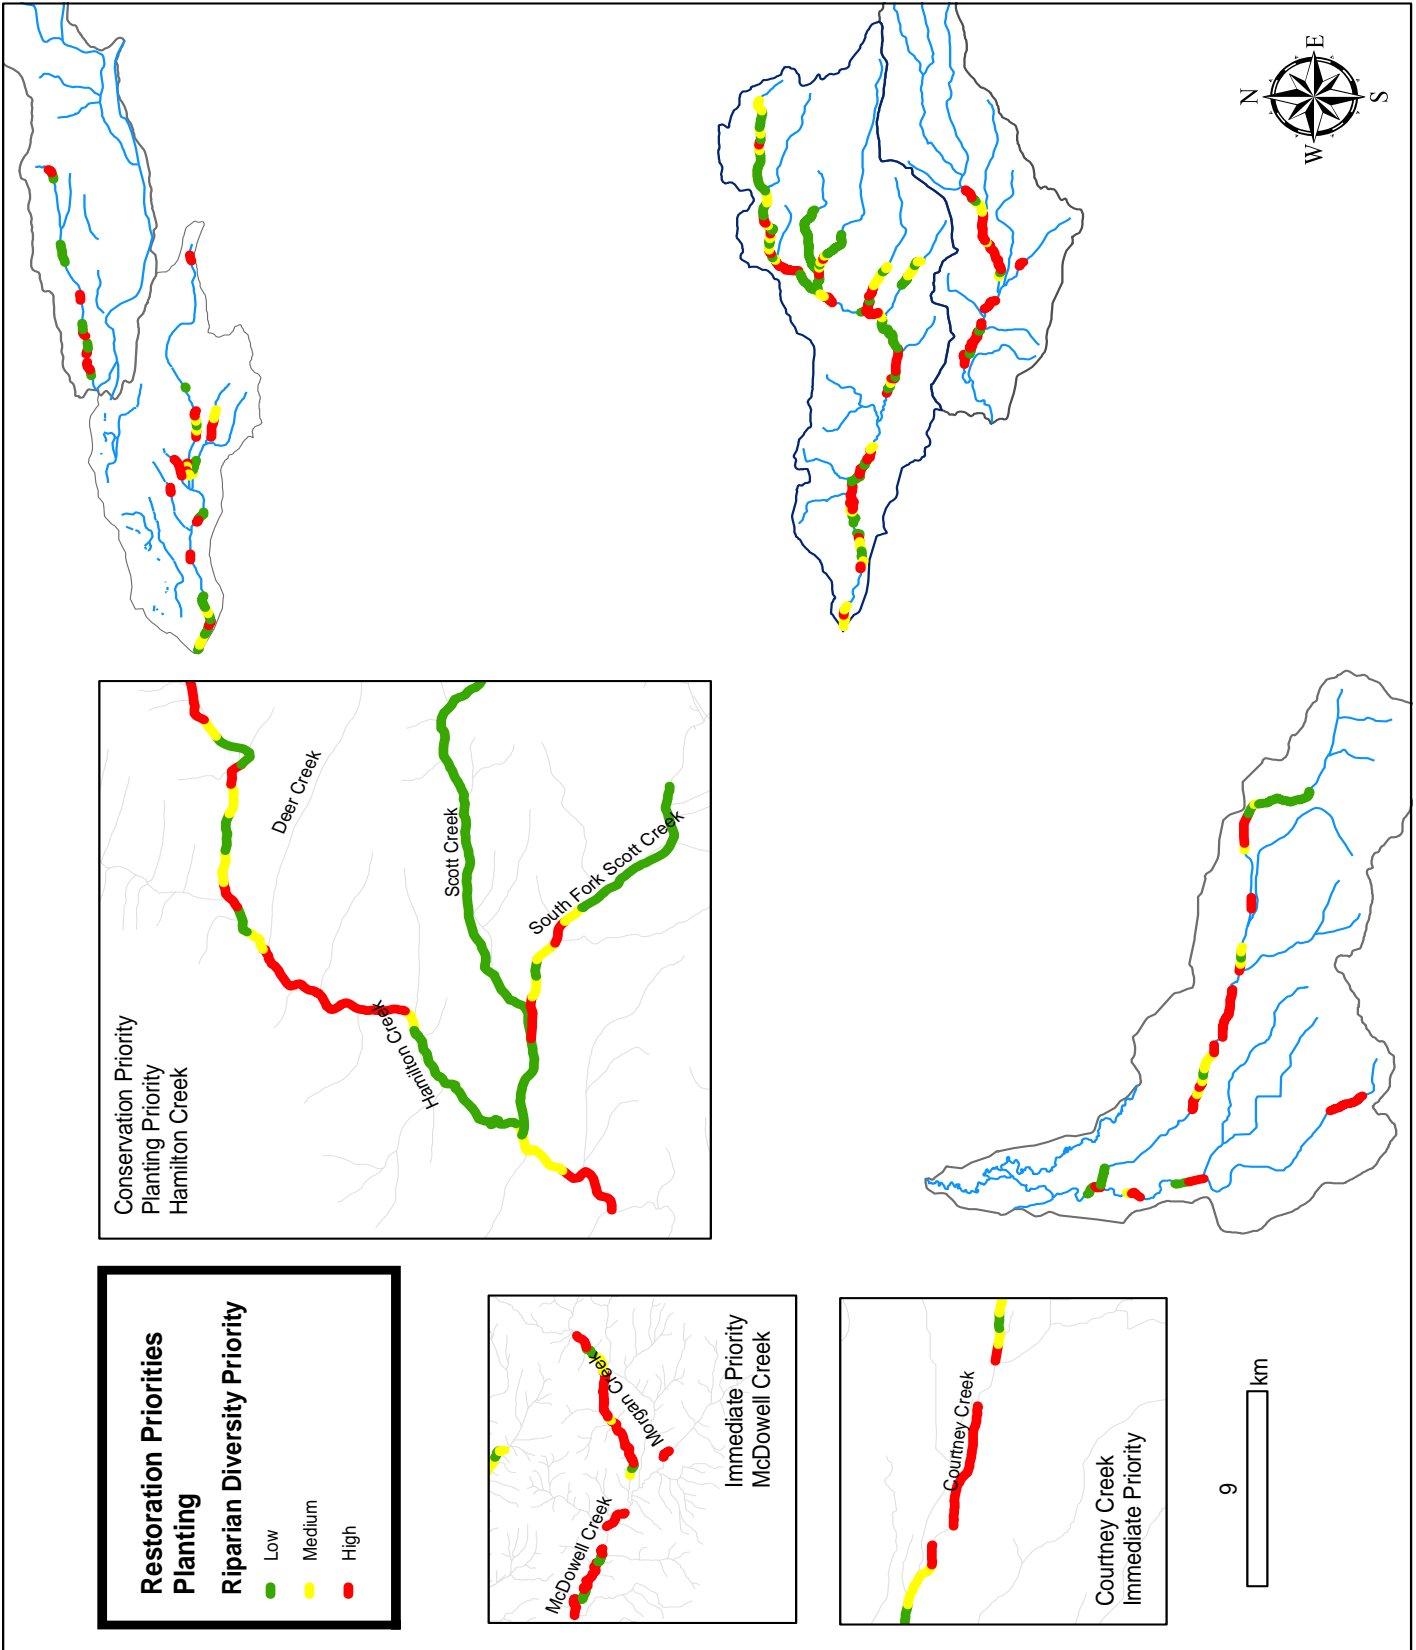 Restoration Priorities
Planting
Riparian Diversity Priority
Low
Medium
High
Conservation Priority
Planting Priority
Hamilton Creek
Deer Creek
Hamilton Creek
Scott Creek
South Fork Scott Creek
McDowell Creek
Morgan Creek
Immediate Priority
McDowell Creek
Courtney Creek
Courtney Creek
Immediate Priority
9
km
N
E
S
W